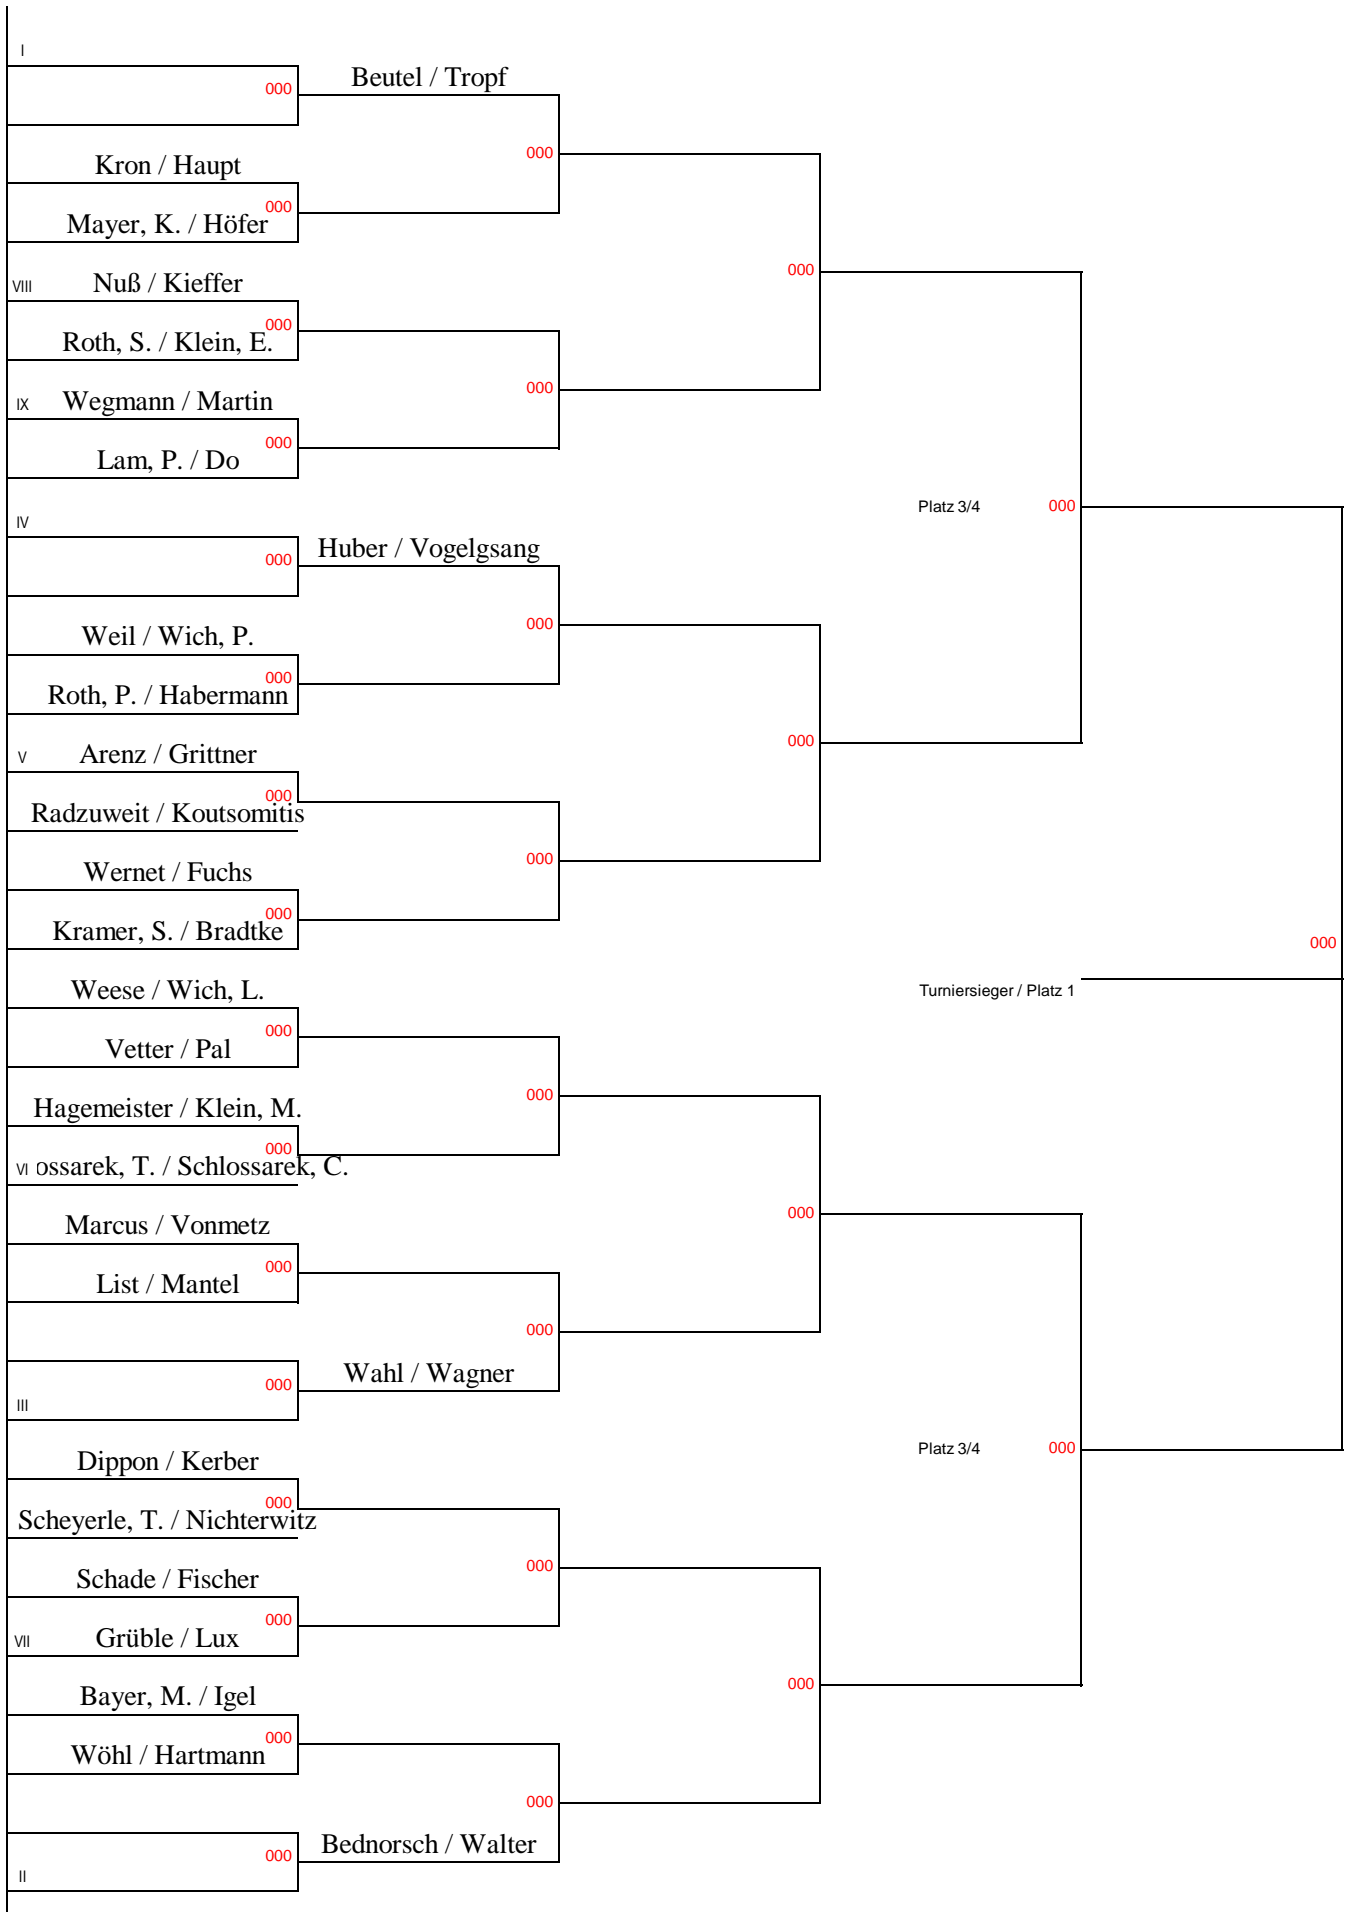 I
000
Beutel / Tropf
000
Kron / Haupt
000
Mayer, K. / Höfer
000
VIII Nuß / Kieffer
000
Roth, S. / Klein, E.
000
IX Wegmann / Martin
000
Lam, P. / Do
Platz 3/4 000
IV
000
Huber / Vogelgsang
000
Weil / Wich, P.
000
Roth, P. / Habermann
000
V Arenz / Grittner
000
Radzuweit / Koutsomitis
000
Wernet / Fuchs
000
Kramer, S. / Bradtke
000
Weese / Wich, L.
Turniersieger / Platz 1
000
Vetter / Pal
000
Hagemeister / Klein, M.
000
VI ossarek, T. / Schlossarek, C.
000
Marcus / Vonmetz
000
List / Mantel
000
Wahl / Wagner
000
III
Platz 3/4 000
Dippon / Kerber
000
Scheyerle, T. / Nichterwitz
000
Schade / Fischer
000
VII Grüble / Lux
000
Bayer, M. / Igel
000
Wöhl / Hartmann
000
Bednorsch / Walter
000
II